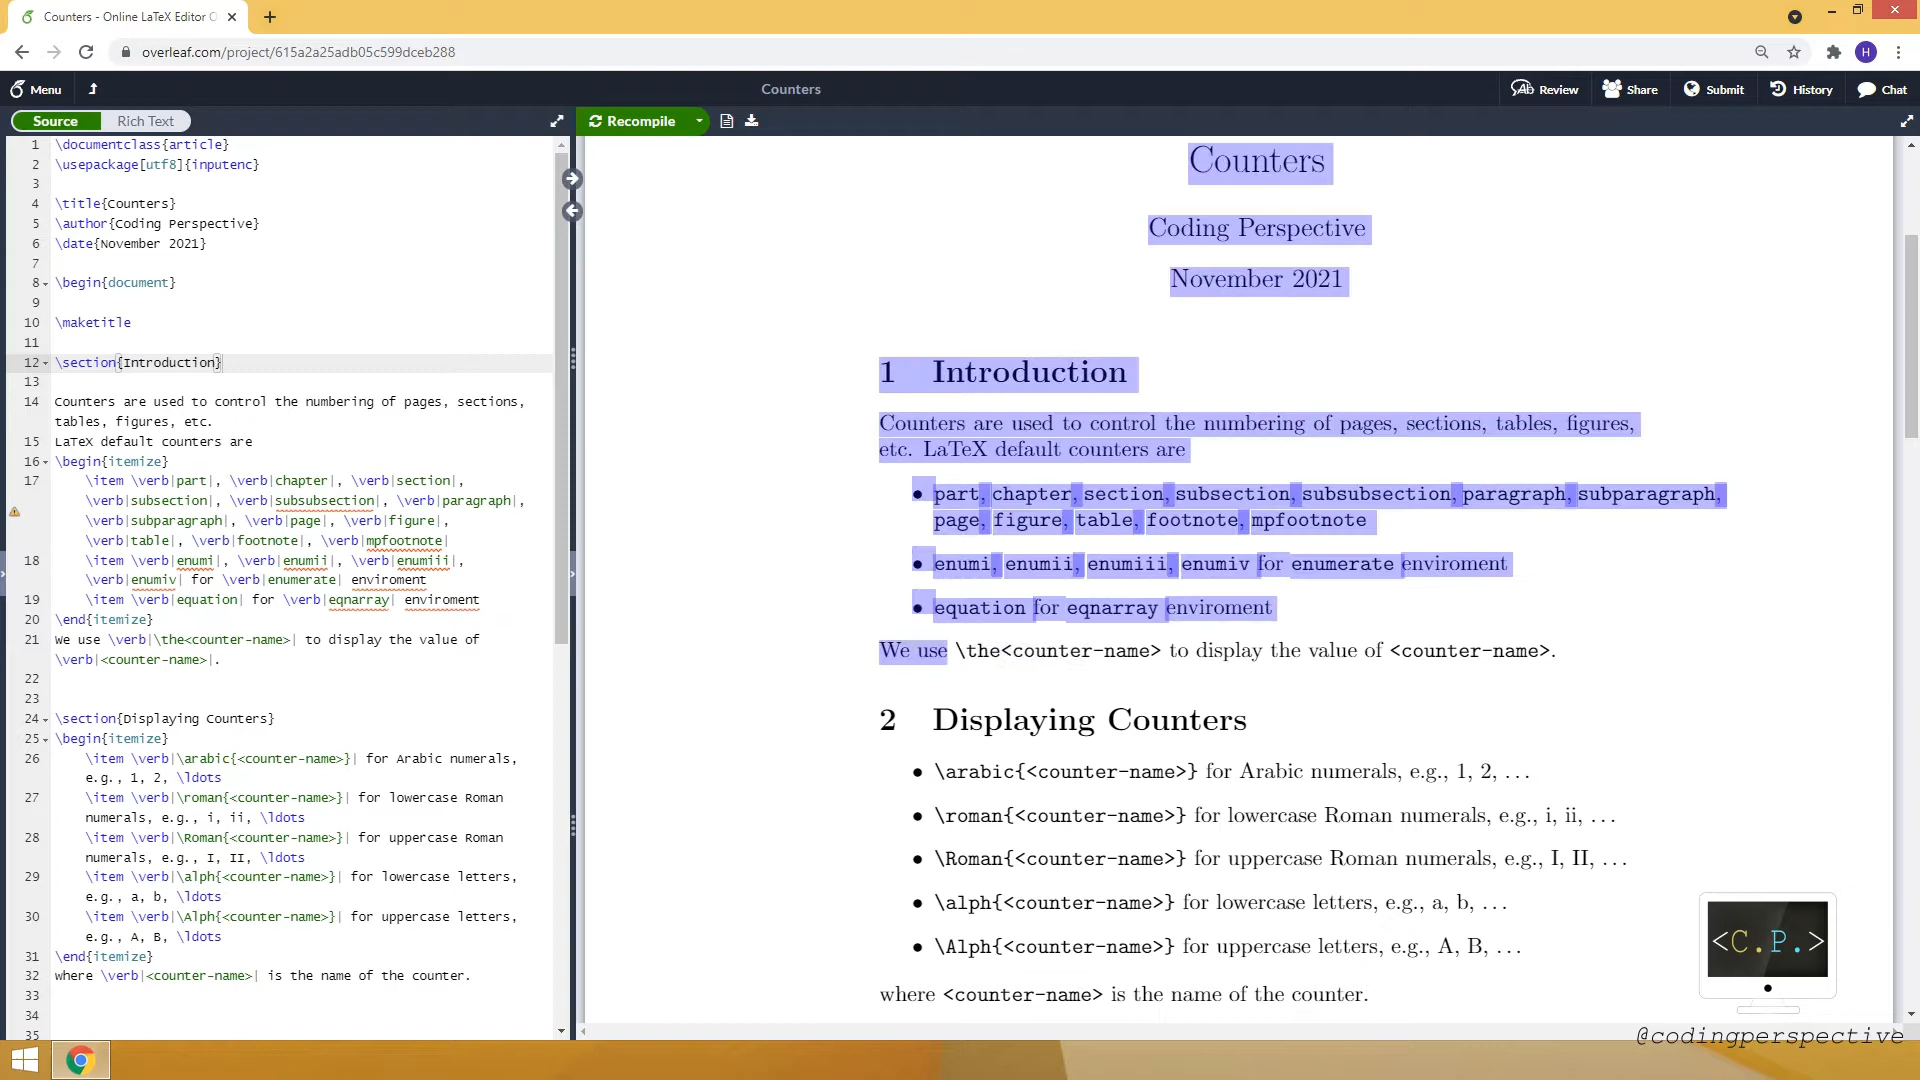 Counters - Online LaTeX Editor O
overleaf.com/project/615a2a25adb05c599dceb288
H
Menu
Counters
Review
Share
Submit
History
Chat
Source
Rich Text
Recompile
1 \documentclass{article}
2 \usepackage[utf8]{inputenc}
3
4 \title{Counters}
5 \author{Coding Perspective}
6 \date{November 2021}
7
8 \begin{document}
9
10 \maketitle
11
12 \section{Introduction}
13
14 Counters are used to control the numbering of pages, sections,
tables, figures, etc.
15 LaTeX default counters are
16 \begin{itemize}
17 \item \verb|part|, \verb|chapter|, \verb|section|,
\verb|subsection|, \verb|subsubsection|, \verb|paragraph|,
\verb|subparagraph|, \verb|page|, \verb|figure|,
\verb|table|, \verb|footnote|, \verb|mpfootnote|
18 \item \verb|enumi|, \verb|enumii|, \verb|enumiii|,
\verb|enumiv| for \verb|enumerate| enviroment
19 \item \verb|equation| for \verb|eqnarray| enviroment
20 \end{itemize}
21 We use \verb|\the<counter-name>| to display the value of
\verb|<counter-name>|.
22
23
24 \section{Displaying Counters}
25 \begin{itemize}
26 \item \verb|\arabic{<counter-name>}| for Arabic numerals,
e.g., 1, 2, \ldots
27 \item \verb|\roman{<counter-name>}| for lowercase Roman
numerals, e.g., i, ii, \ldots
28 \item \verb|\Roman{<counter-name>}| for uppercase Roman
numerals, e.g., I, II, \ldots
29 \item \verb|\alph{<counter-name>}| for lowercase letters,
e.g., a, b, \ldots
30 \item \verb|\Alph{<counter-name>}| for uppercase letters,
e.g., A, B, \ldots
31 \end{itemize}
32 where \verb|<counter-name>| is the name of the counter.
33
34
35
Counters
Coding Perspective
November 2021
1 Introduction
Counters are used to control the numbering of pages, sections, tables, figures,
etc. LaTeX default counters are
• part, chapter, section, subsection, subsubsection, paragraph, subparagraph,
page, figure, table, footnote, mpfootnote
• enumi, enumii, enumiii, enumiv for enumerate enviroment
• equation for eqnarray enviroment
We use \the<counter-name> to display the value of <counter-name>.
2 Displaying Counters
• \arabic{<counter-name>} for Arabic numerals, e.g., 1, 2, ...
• \roman{<counter-name>} for lowercase Roman numerals, e.g., i, ii, ...
• \Roman{<counter-name>} for uppercase Roman numerals, e.g., I, II, ...
• \alph{<counter-name>} for lowercase letters, e.g., a, b, ...
• \Alph{<counter-name>} for uppercase letters, e.g., A, B, ...
where <counter-name> is the name of the counter.
<C.P.>
@codingperspective